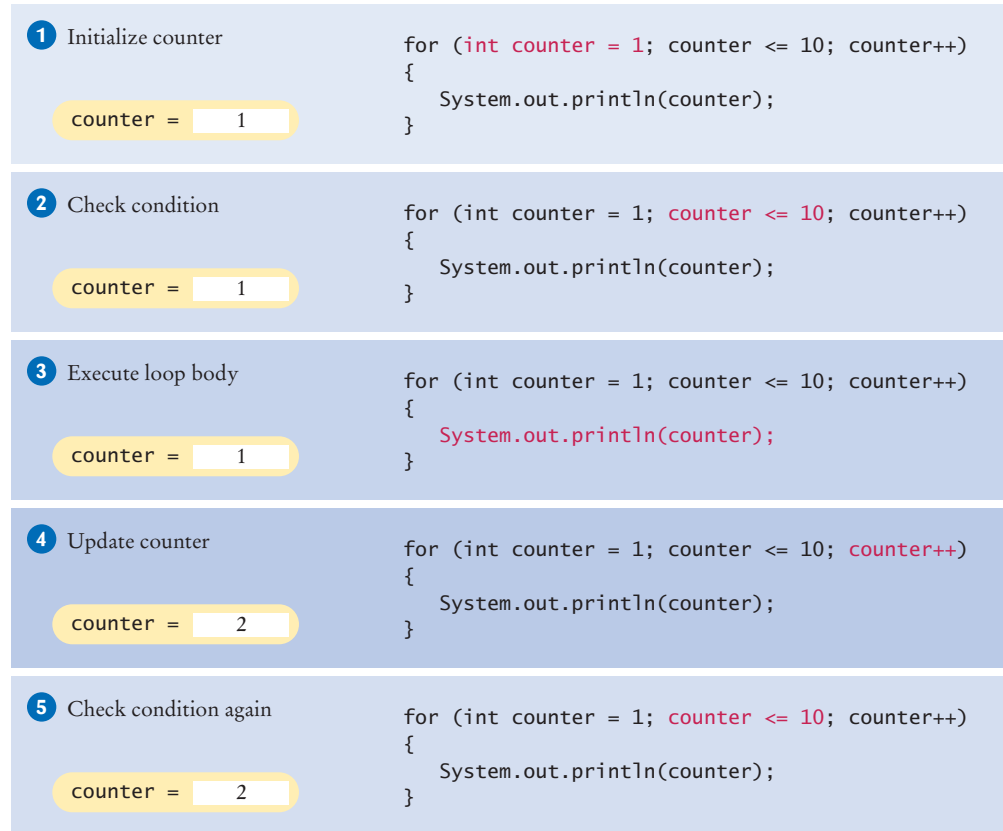 1 Initialize counter
for (int counter = 1; counter <= 10; counter++)
{
   System.out.println(counter);
}
counter = 1
2 Check condition
for (int counter = 1; counter <= 10; counter++)
{
   System.out.println(counter);
}
counter = 1
3 Execute loop body
for (int counter = 1; counter <= 10; counter++)
{
   System.out.println(counter);
}
counter = 1
4 Update counter
for (int counter = 1; counter <= 10; counter++)
{
   System.out.println(counter);
}
counter = 2
5 Check condition again
for (int counter = 1; counter <= 10; counter++)
{
   System.out.println(counter);
}
counter = 2